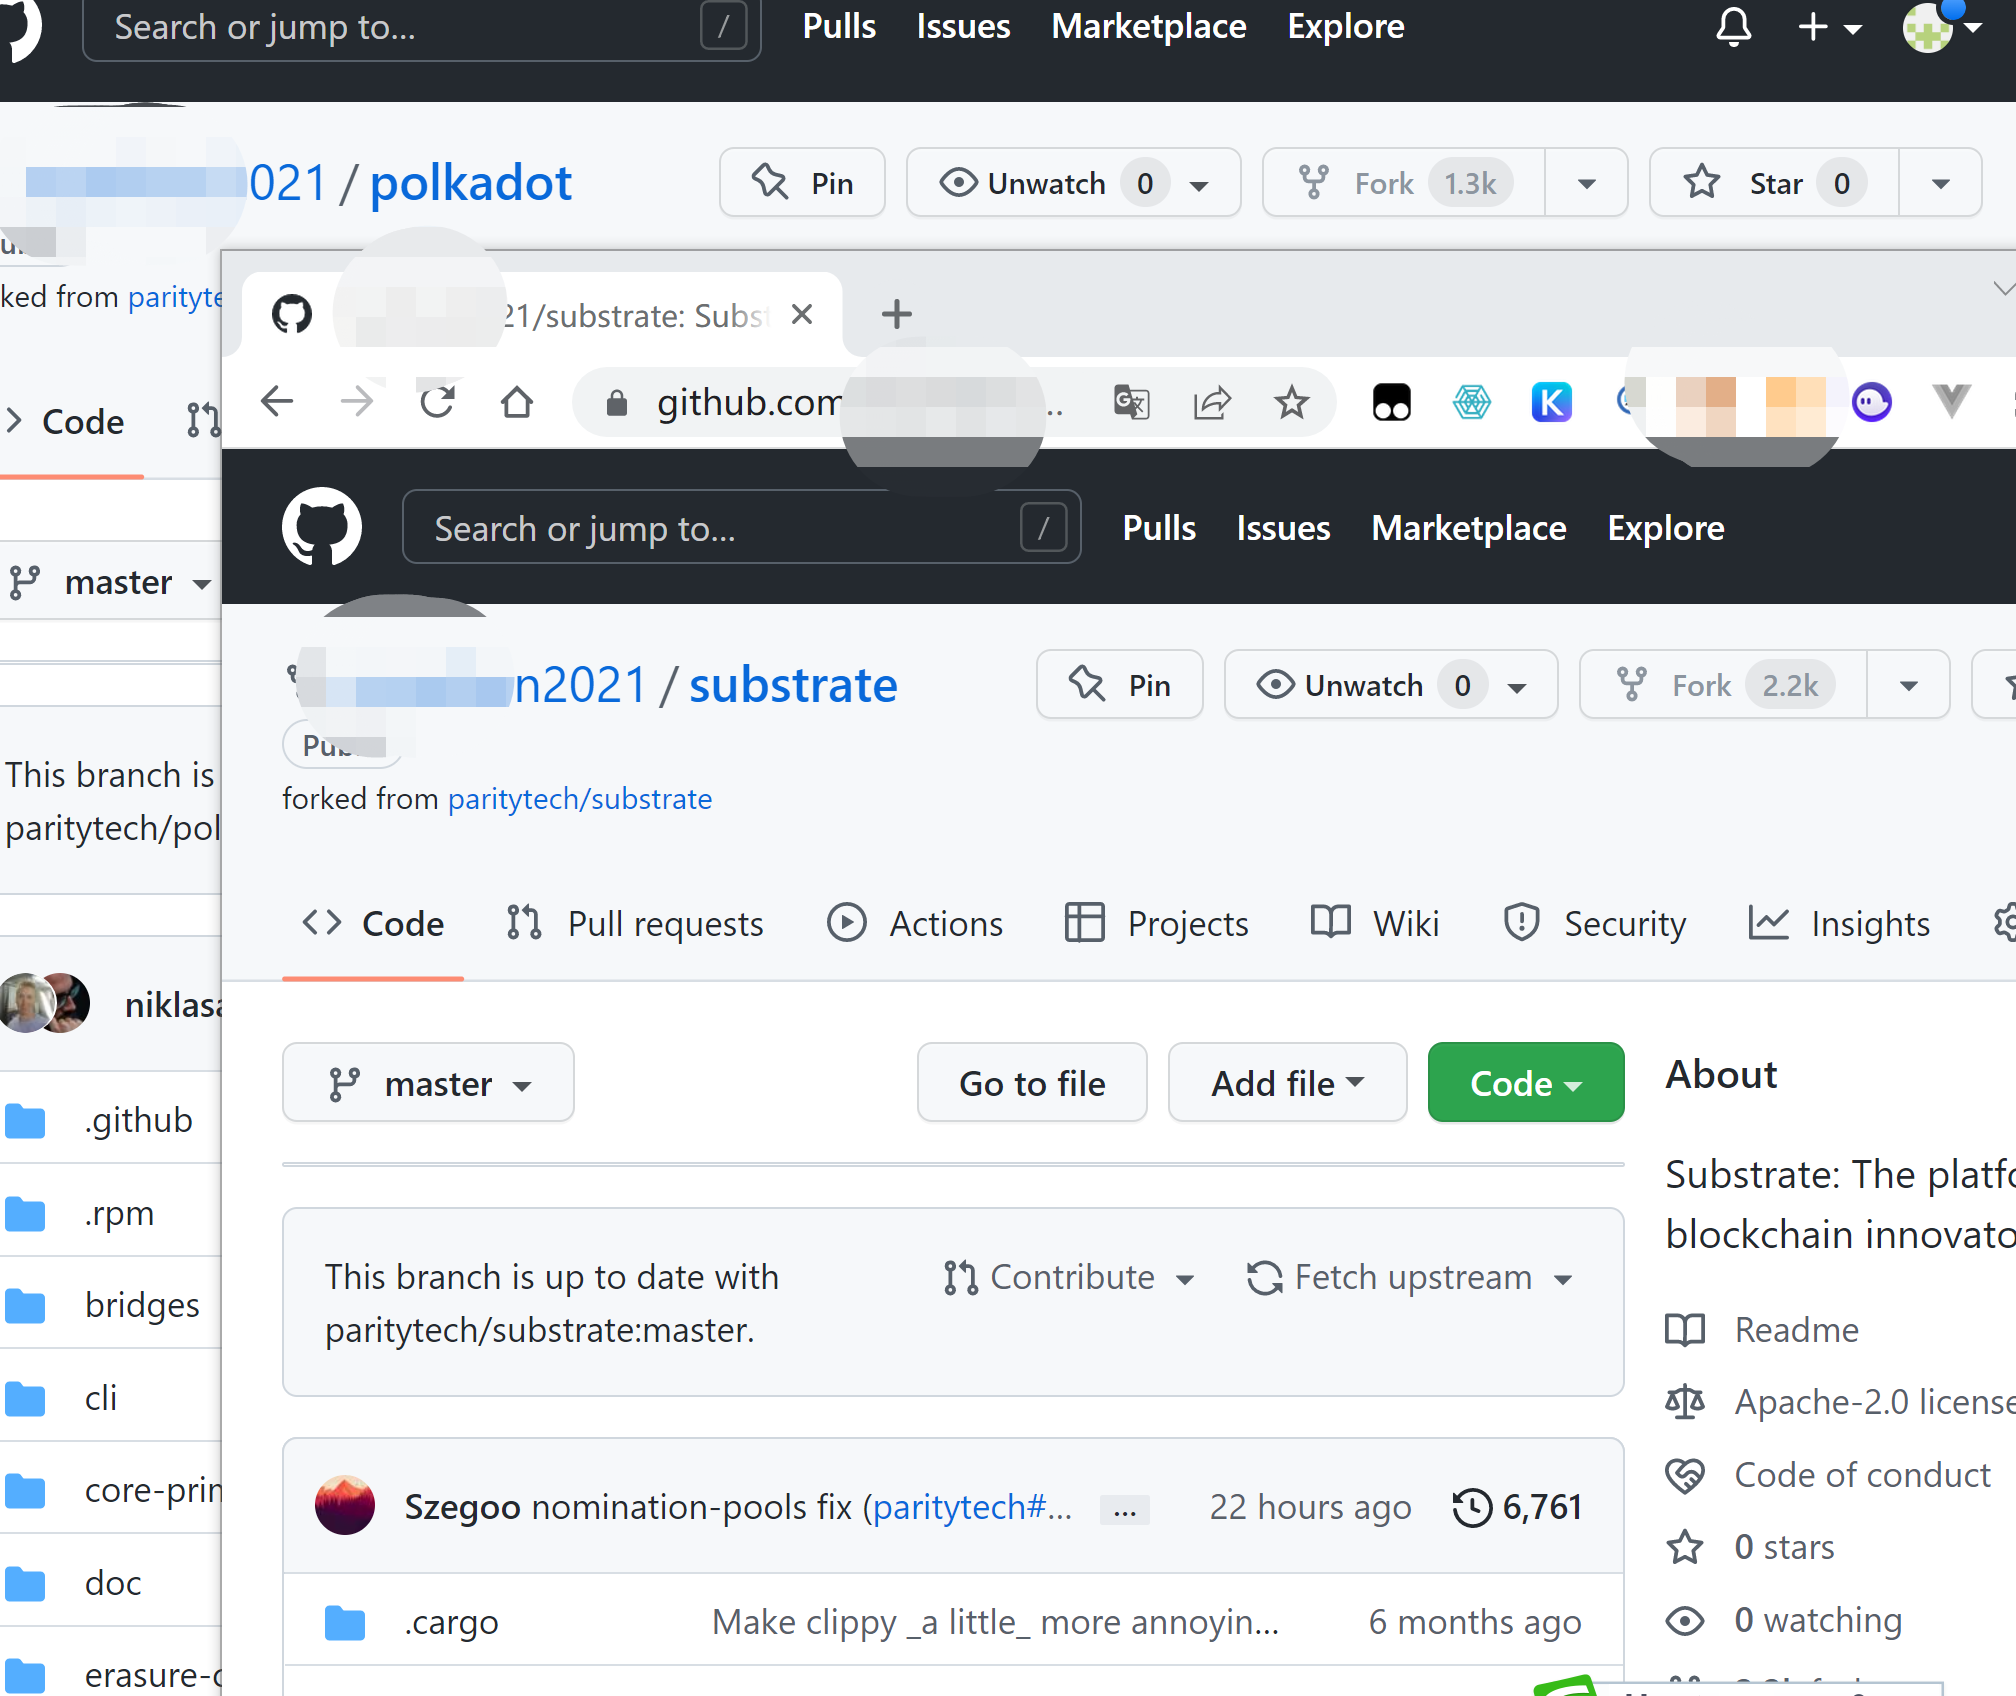 Search or jump to... / Pulls Issues Marketplace Explore
021 / polkadot Pin Unwatch 0 Fork 1.3k Star 0
ked from parityte
21/substrate: Subs
Code
github.com ...
Search or jump to... / Pulls Issues Marketplace Explore
master
n2021 / substrate Pin Unwatch 0 Fork 2.2k
Pub
forked from paritytech/substrate
This branch is
paritytech/pol
Code Pull requests Actions Projects Wiki Security Insights
niklasa
master Go to file Add file Code About
.github
Substrate: The platfo
blockchain innovato
.rpm
This branch is up to date with
paritytech/substrate:master.
Contribute Fetch upstream
bridges
Readme
cli
Apache-2.0 license
Code of conduct
core-prin
Szegoo nomination-pools fix (paritytech#... ... 22 hours ago 6,761
0 stars
doc
.cargo Make clippy _a little_ more annoyin... 6 months ago
0 watching
erasure-c